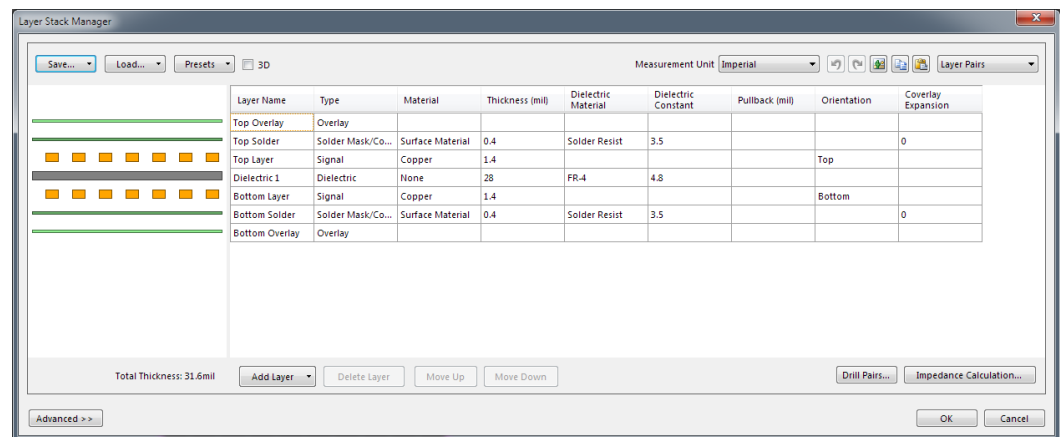 Layer Stack Manager
Save... Load... Presets 3D Measurement Unit Imperial Layer Pairs
Layer Name Type Material Thickness (mil) Dielectric Material Dielectric Constant Pullback (mil) Orientation Coverlay Expansion
Top Overlay Overlay
Top Solder Solder Mask/Co... Surface Material 0.4 Solder Resist 3.5 0
Top Layer Signal Copper 1.4 Top
Dielectric 1 Dielectric None 28 FR-4 4.8
Bottom Layer Signal Copper 1.4 Bottom
Bottom Solder Solder Mask/Co... Surface Material 0.4 Solder Resist 3.5 0
Bottom Overlay Overlay
Total Thickness: 31.6mil Add Layer Delete Layer Move Up Move Down Drill Pairs... Impedance Calculation...
Advanced >> OK Cancel